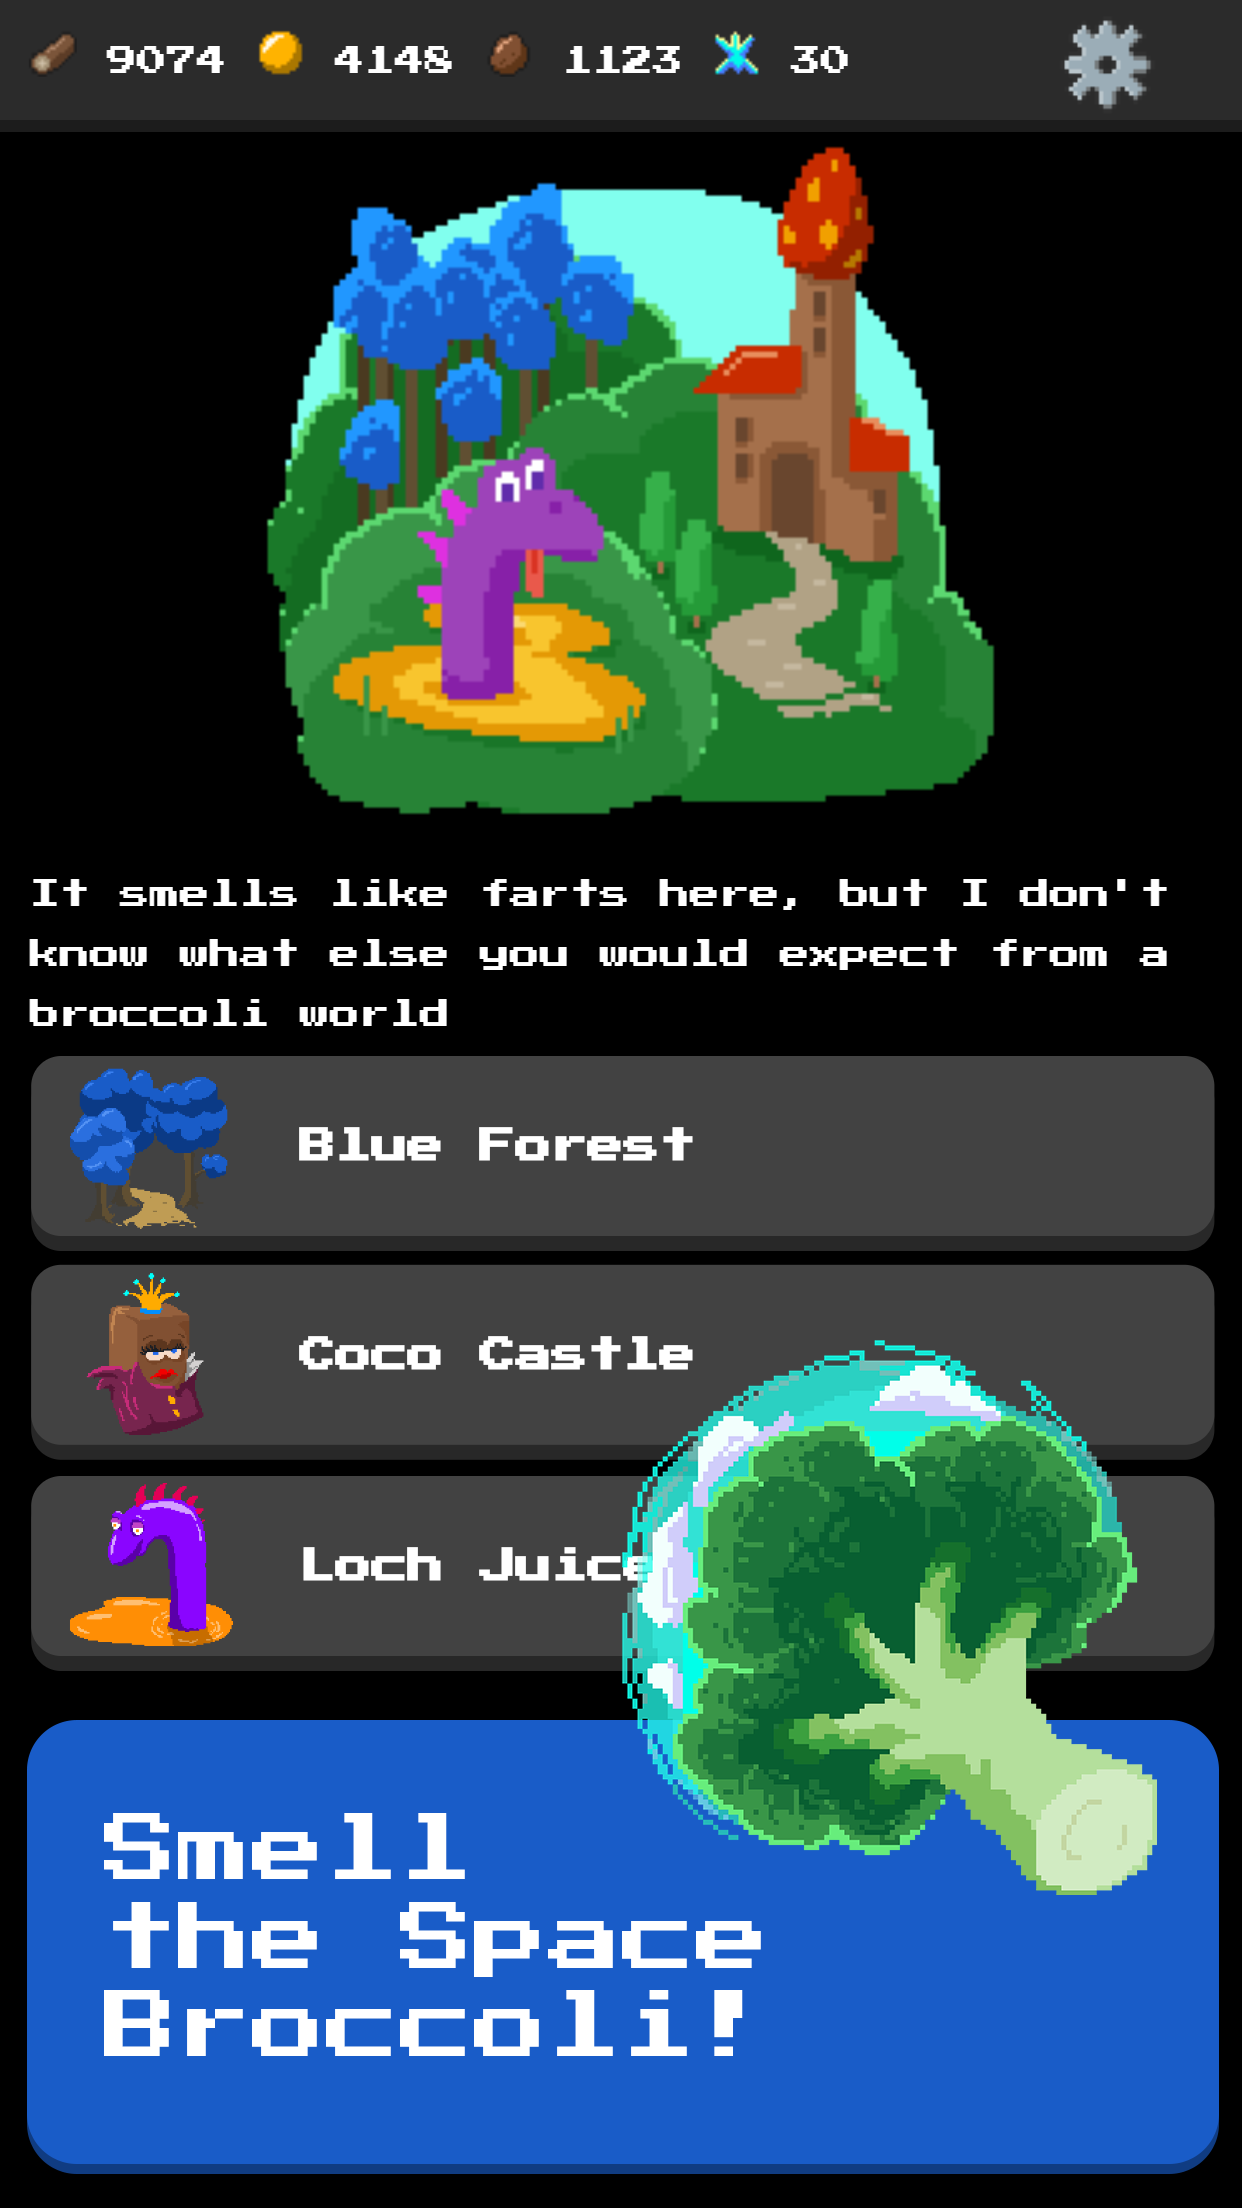 9074 4148 1123 30
It smells like farts here, but I don't
know what else you would expect from a
broccoli world
Blue Forest
Coco Castle
Loch Juice
Smell
the Space
Broccoli!